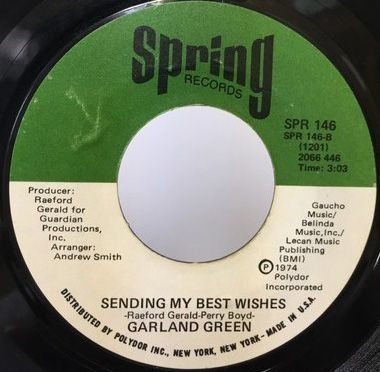 Spring
RECORDS
SPR 146
SPR 146-B
(1201)
2066 446
Time: 3:03
Producer:
Raeford
Gerald for
Guardian
Productions,
Inc.
Arranger:
Andrew Smith
Gaucho
Music/
Belinda
Music,Inc./
Lecan Music
Publishing
(BMI)
Ⓟ 1974
Polydor
Incorporated
SENDING MY BEST WISHES
-Raeford Gerald-Perry Boyd-
GARLAND GREEN
DISTRIBUTED BY POLYDOR INC., NEW YORK, NEW YORK-MADE IN U.S.A.